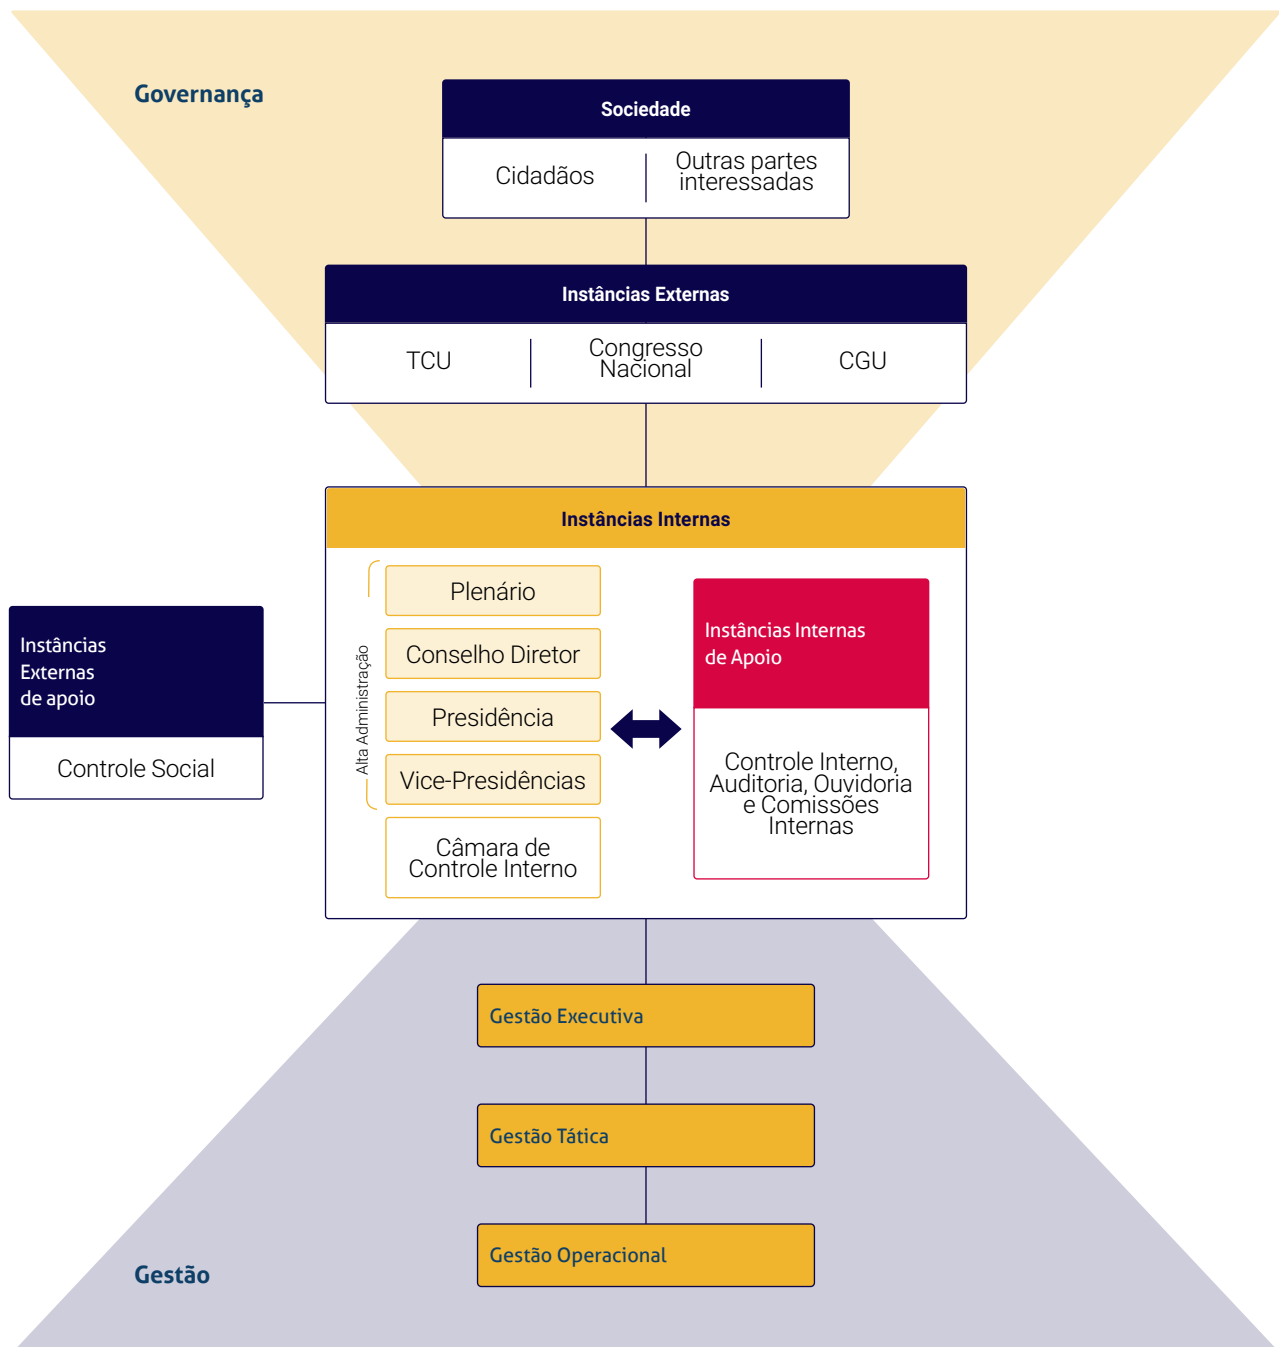 Governança
Sociedade
Cidadãos
Outras partes
interessadas
Instâncias Externas
TCU
Congresso
Nacional
CGU
Instâncias Internas
Alta Administração
Plenário
Conselho Diretor
Presidência
Vice-Presidências
Câmara de
Controle Interno
Instâncias Internas
de Apoio
Controle Interno,
Auditoria, Ouvidoria
e Comissões
Internas
Instâncias
Externas
de apoio
Controle Social
Gestão Executiva
Gestão Tática
Gestão Operacional
Gestão